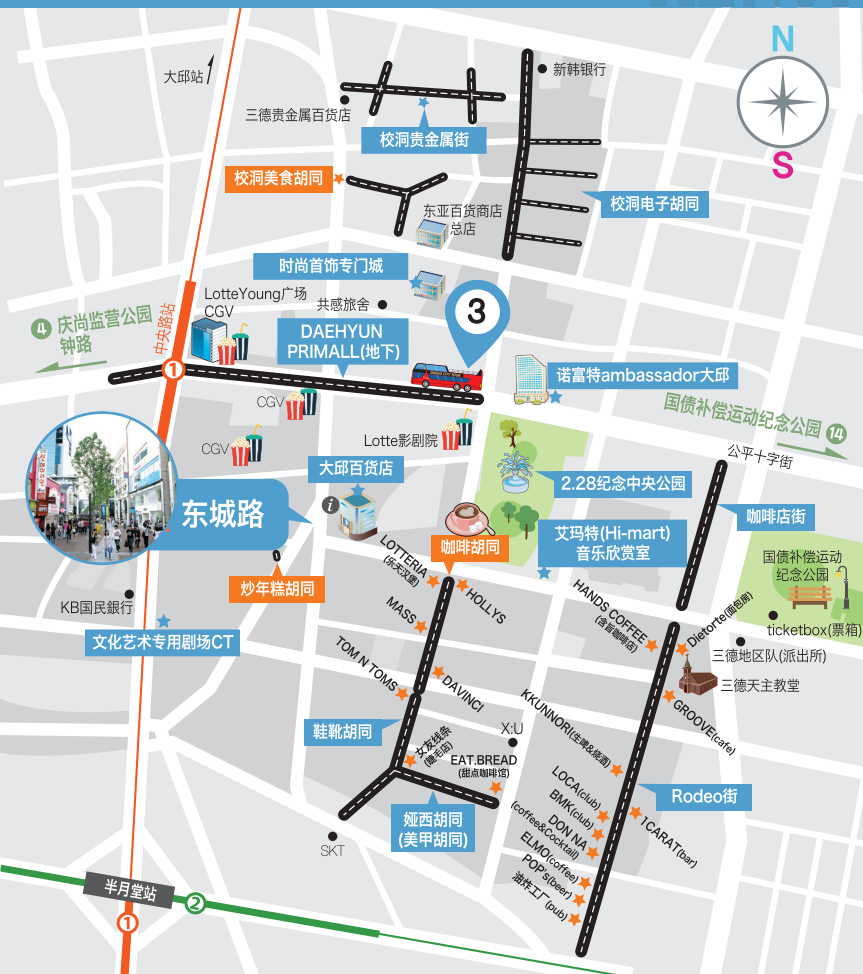 N
S
大邱站
新韩银行
三德贵金属百货店
校洞贵金属街
校洞美食胡同
校洞电子胡同
东亚百货商店
总店
时尚首饰专门城
LotteYoung广场
CGV
共感旅舍
3
4
庆尚监营公园
钟路
中央路站
DAEHYUN
PRIMALL(地下)
1
诺富特ambassador大邱
CGV
国债补偿运动纪念公园
14
CGV
Lotte影剧院
公平十字街
大邱百货店
i
2.28纪念中央公园
东城路
咖啡胡同
艾玛特(Hi-mart)
音乐欣赏室
咖啡店街
国债补偿运动
纪念公园
炒年糕胡同
LOTTERIA
(乐天汉堡)
HOLLYS
KB国民銀行
MASS
HANDS COFFEE
(含旨咖啡店)
Dietorte(面包房)
ticketbox(票箱)
文化艺术专用剧场CT
三德地区队(派出所)
TOM N TOMS
DAVINCI
三德天主教堂
KKUNNORI(生啤&烧酒)
GROOVE(cafe)
鞋靴胡同
女友线条
(睫毛店)
X:U
EAT.BREAD
(甜点咖啡馆)
LOCA(club)
BMK(club)
Rodeo街
DON NA
(coffee&Cocktail)
1CARAT(bar)
娅西胡同
(美甲胡同)
SKT
ELMO(coffee)
POP's(beer)
油炸工厂(pub)
半月堂站
2
1